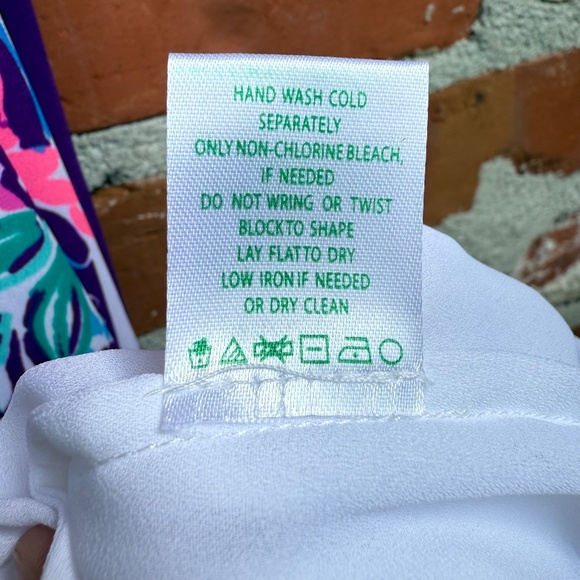 HAND WASH COLD
SEPARATELY
ONLY NON-CHLORINE BLEACH,
IF NEEDED
DO NOT WRING OR TWIST
BLOCK TO SHAPE
LAY FLAT TO DRY
LOW IRON IF NEEDED
OR DRY CLEAN